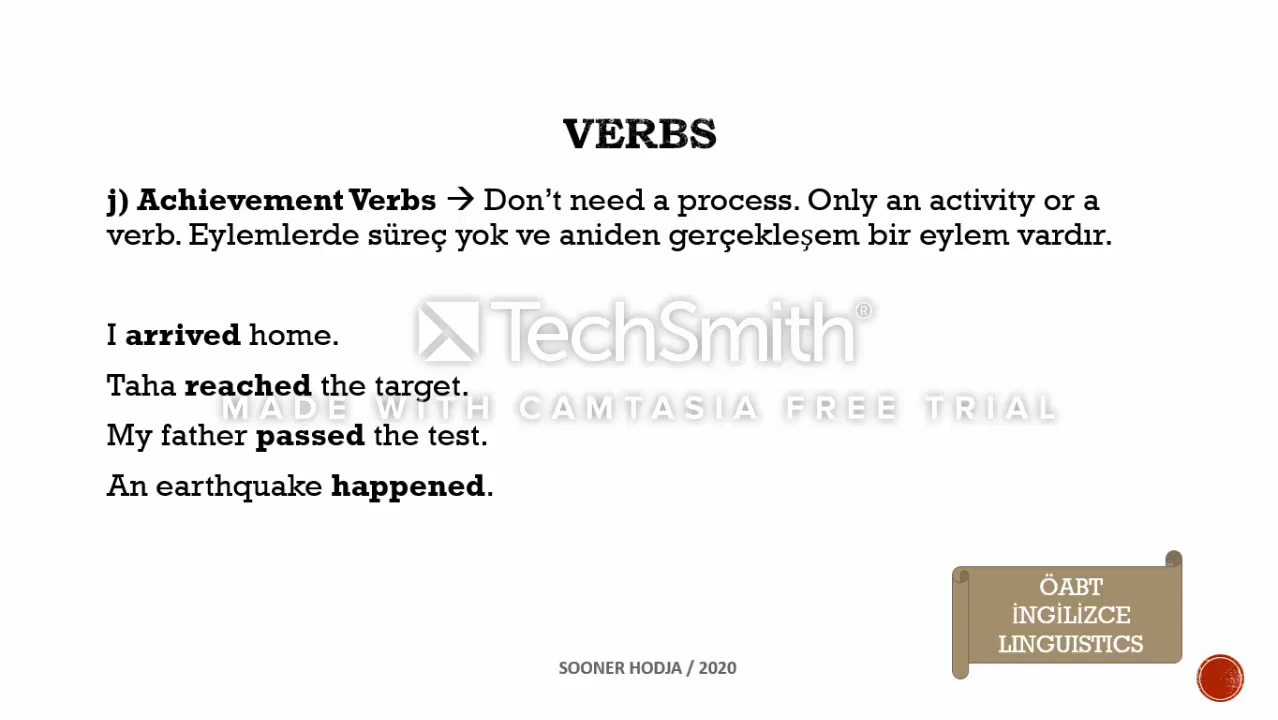 VERBS
j) Achievement Verbs → Don’t need a process. Only an activity or a
verb. Eylemlerde süreç yok ve aniden gerçekleşem bir eylem vardır.
TechSmith®
I arrived home.
Taha reached the target.
MADE WITH CAMTASIA FREE TRIAL
My father passed the test.
An earthquake happened.
ÖABT
İNGİLİZCE
LINGUISTICS
SOONER HODJA / 2020